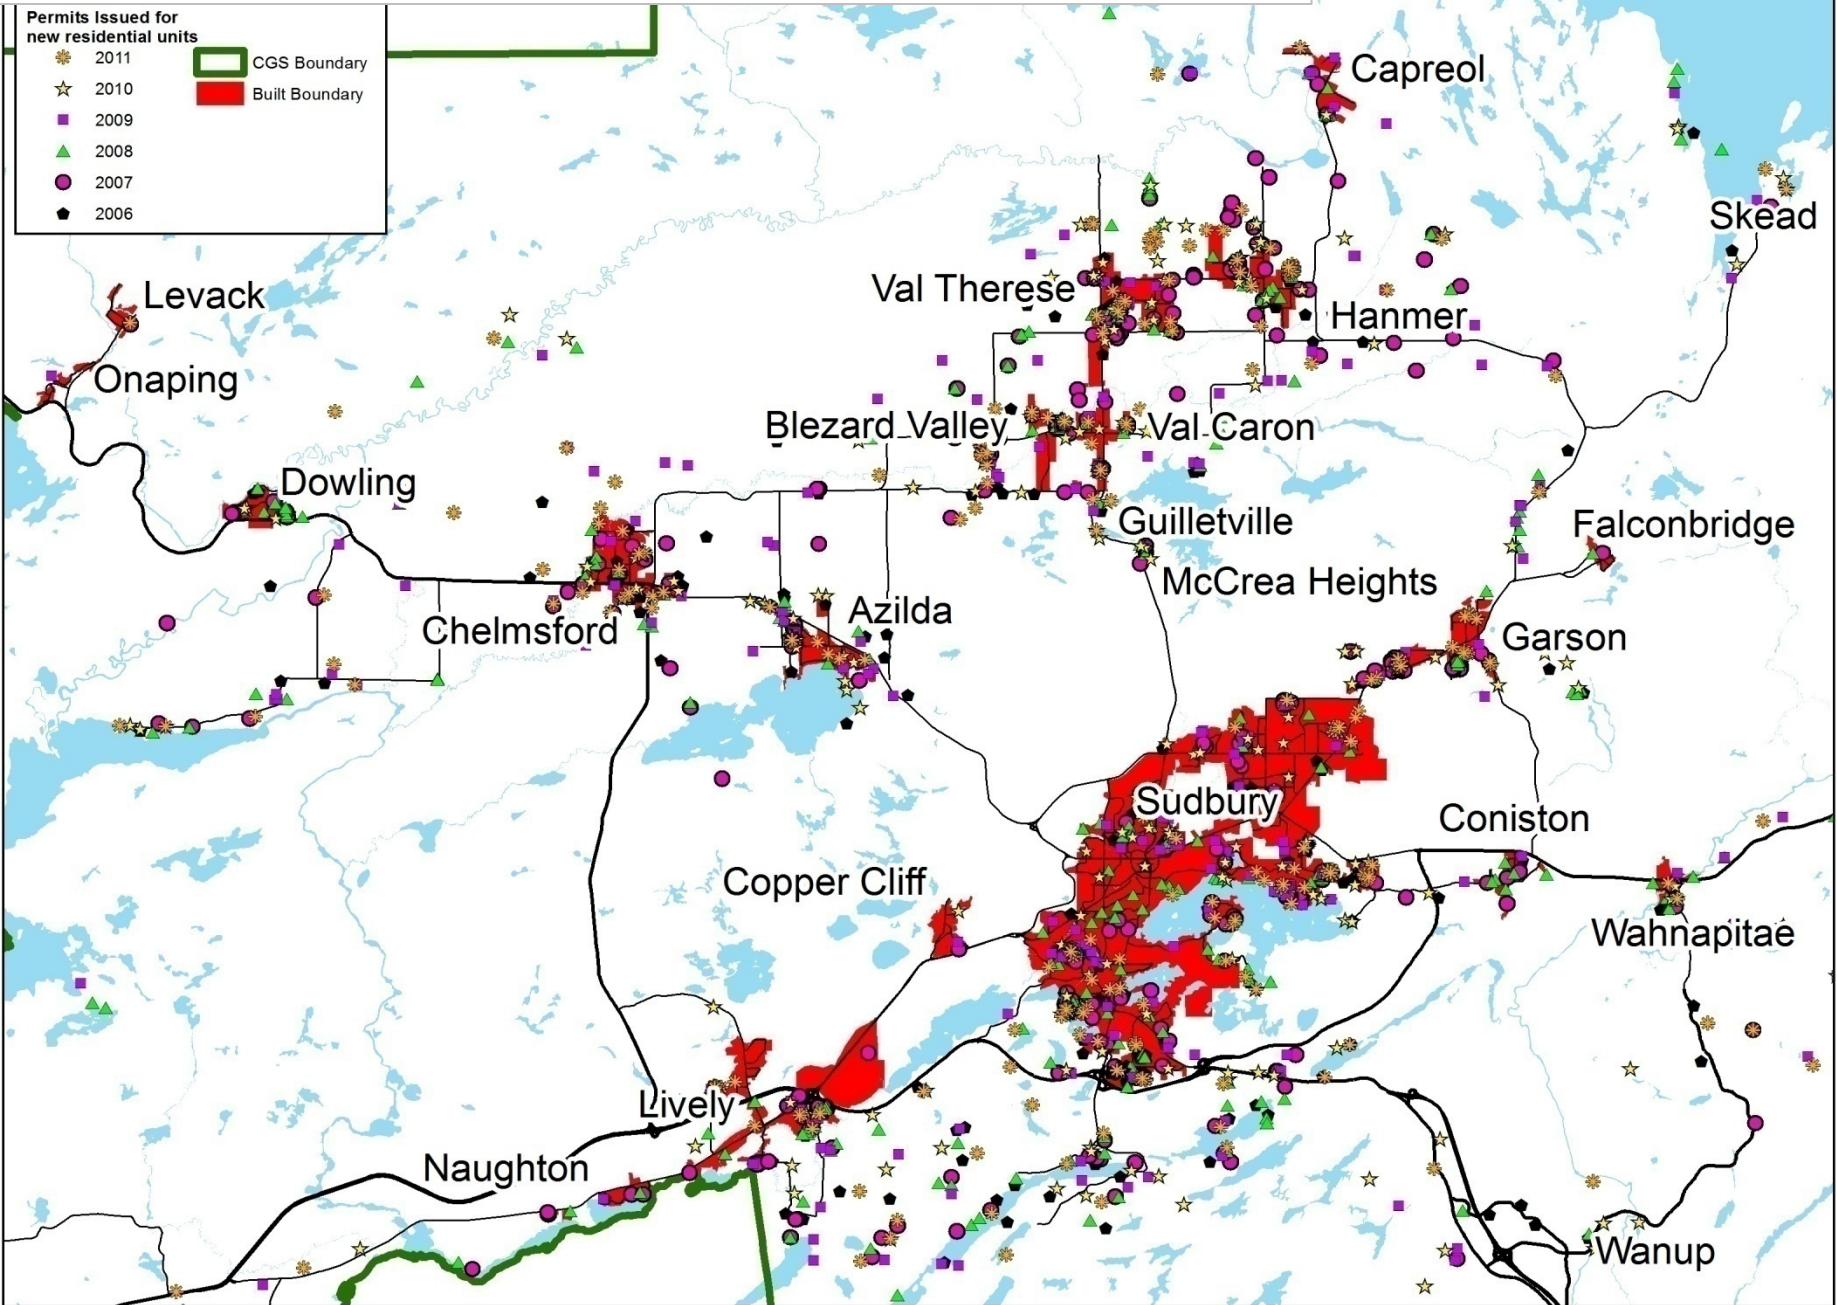 Permits Issued for
new residential units
2011
CGS Boundary
2010
Built Boundary
2009
2008
2007
2006
Capreol
Skead
Levack
Val Therese
Hanmer
Onaping
Blezard Valley
Val Caron
Dowling
Guilletville
Falconbridge
McCrea Heights
Azilda
Chelmsford
Garson
Sudbury
Coniston
Copper Cliff
Wahnapitae
Lively
Naughton
Wanup